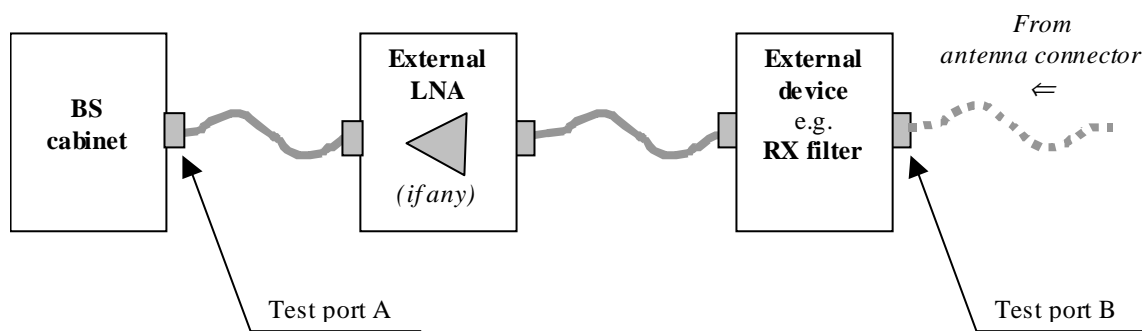 BS
cabinet
External
LNA
(if any)
External
device
e.g.
RX filter
From
antenna connector
⇐
Test port A
Test port B